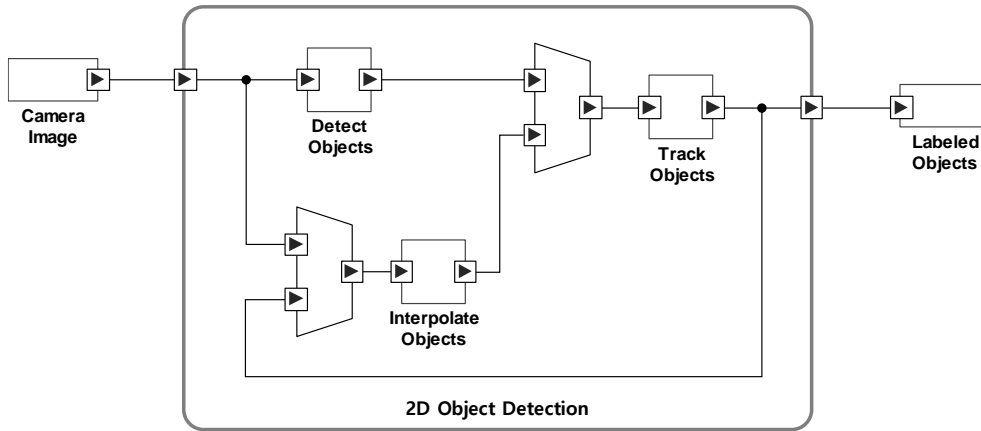 Camera
Image
Detect
Objects
Track
Objects
Labeled
Objects
Interpolate
Objects
2D Object Detection